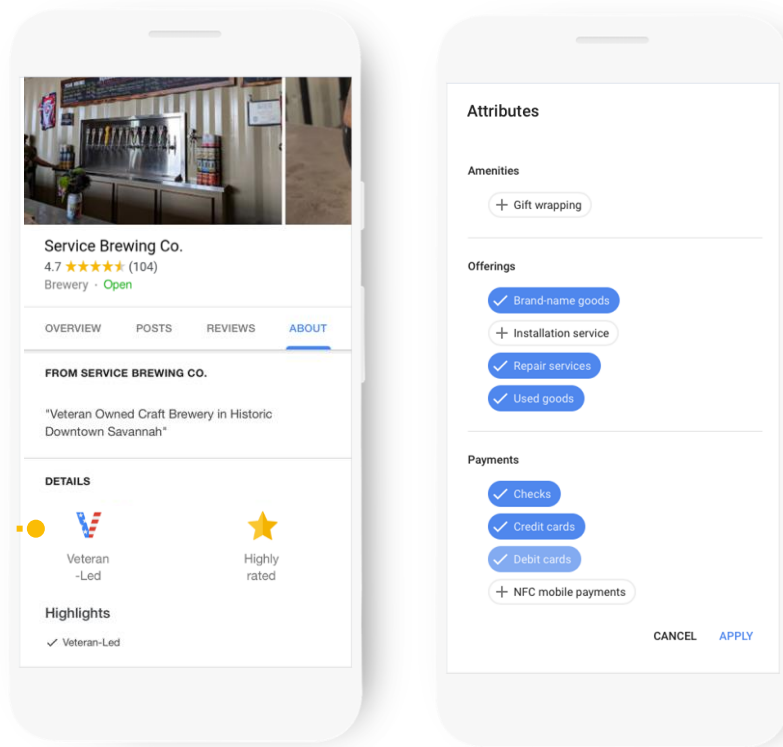 Service Brewing Co.
4.7 ★★★★★ (104)
Brewery · Open
OVERVIEW POSTS REVIEWS ABOUT
FROM SERVICE BREWING CO.
"Veteran Owned Craft Brewery in Historic
Downtown Savannah"
DETAILS
Veteran
-Led
Highly
rated
Highlights
✓ Veteran-Led
Attributes
Amenities
+ Gift wrapping
Offerings
✓ Brand-name goods
+ Installation service
✓ Repair services
✓ Used goods
Payments
✓ Checks
✓ Credit cards
✓ Debit cards
+ NFC mobile payments
CANCEL APPLY